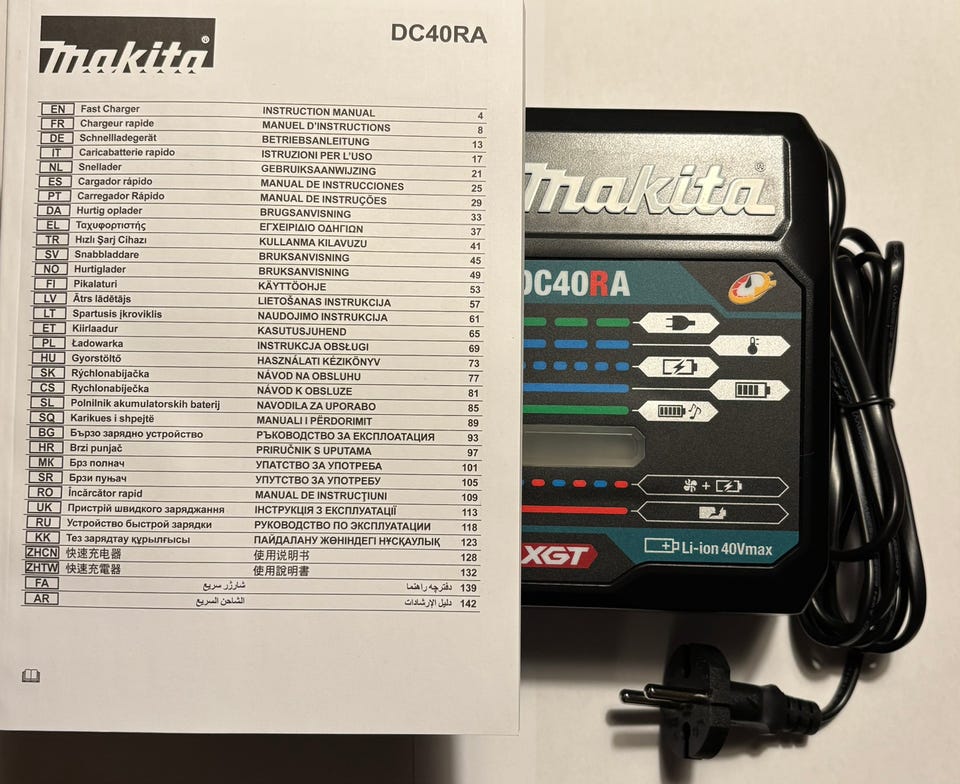 makita®
DC40RA
EN Fast Charger INSTRUCTION MANUAL 4
FR Chargeur rapide MANUEL D'INSTRUCTIONS 8
DE Schnellladegerät BETRIEBSANLEITUNG 13
IT Caricabatterie rapido ISTRUZIONI PER L'USO 17
NL Snellader GEBRUIKSAANWIJZING 21
ES Cargador rápido MANUAL DE INSTRUCCIONES 25
PT Carregador Rápido MANUAL DE INSTRUÇÕES 29
DA Hurtig oplader BRUGSANVISNING 33
EL Ταχυφορτιστής ΕΓΧΕΙΡΙΔΙΟ ΟΔΗΓΙΩΝ 37
TR Hızlı Şarj Cihazı KULLANMA KILAVUZU 41
SV Snabbladdare BRUKSANVISNING 45
NO Hurtiglader BRUKSANVISNING 49
FI Pikalaturi KÄYTTÖOHJE 53
LV Ātrs lādētājs LIETOŠANAS INSTRUKCIJA 57
LT Spartusis įkroviklis NAUDOJIMO INSTRUKCIJA 61
ET Kiirlaadur KASUTUSJUHEND 65
PL Ładowarka INSTRUKCJA OBSŁUGI 69
HU Gyorstöltő HASZNÁLATI KÉZIKÖNYV 73
SK Rýchlonabíjačka NÁVOD NA OBSLUHU 77
CS Rychlonabíječka NÁVOD K OBSLUZE 81
SL Polnilnik akumulatorskih baterij NAVODILA ZA UPORABO 85
SQ Karikues i shpejtë MANUALI I PËRDORIMIT 89
BG Бързо зарядно устройство РЪКОВОДСТВО ЗА ЕКСПЛОАТАЦИЯ 93
HR Brzi punjač PRIRUČNIK S UPUTAMA 97
МК Брз полнач УПАТСТВО ЗА УПОТРЕБА 101
SR Брзи пуњач УПУТСТВО ЗА УПОТРЕБУ 105
RO Încărcător rapid MANUAL DE INSTRUCŢIUNI 109
UK Пристрій швидкого заряджання ІНСТРУКЦІЯ З ЕКСПЛУАТАЦІЇ 113
RU Устройство быстрой зарядки РУКОВОДСТВО ПО ЭКСПЛУАТАЦИИ 118
KK Тез зарядтау құрылғысы ПАЙДАЛАНУ ЖӨНІНДЕГІ НҰСҚАУЛЫҚ 123
ZHCN 快速充电器 使用说明书 128
ZHTW 快速充電器 使用說明書 132
FA شارژر سریع دفترچه راهنما 139
AR الشاحن السريع دليل الإرشادات 142
makita®
DC40RA
XGT
Li-ion 40Vmax